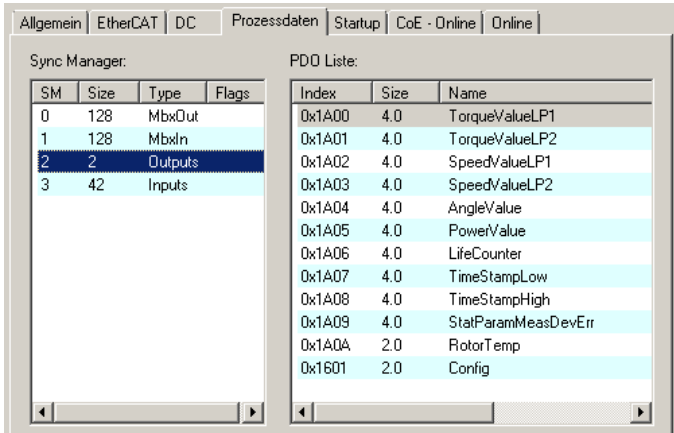 Allgemein EtherCAT DC Prozessdaten Startup CoE - Online Online
Sync Manager:
SM Size Type Flags
0 128 MbxOut
1 128 MbxIn
2 2 Outputs
3 42 Inputs
PDO Liste:
Index Size Name
0x1A00 4.0 TorqueValueLP1
0x1A01 4.0 TorqueValueLP2
0x1A02 4.0 SpeedValueLP1
0x1A03 4.0 SpeedValueLP2
0x1A04 4.0 AngleValue
0x1A05 4.0 PowerValue
0x1A06 4.0 LifeCounter
0x1A07 4.0 TimeStampLow
0x1A08 4.0 TimeStampHigh
0x1A09 4.0 StatParamMeasDevErr
0x1A0A 2.0 RotorTemp
0x1601 2.0 Config